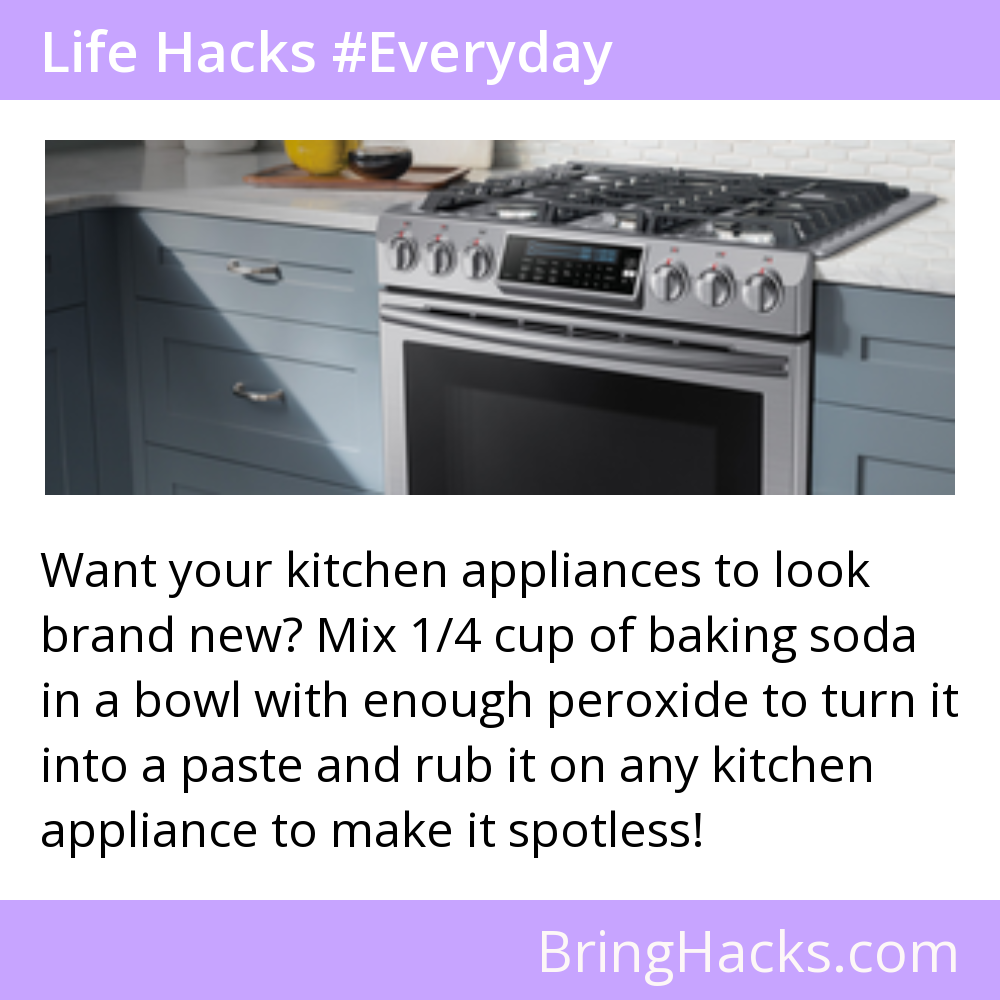 Life Hacks #Everyday
Want your kitchen appliances to look
brand new? Mix 1/4 cup of baking soda
in a bowl with enough peroxide to turn it
into a paste and rub it on any kitchen
appliance to make it spotless!
BringHacks.com